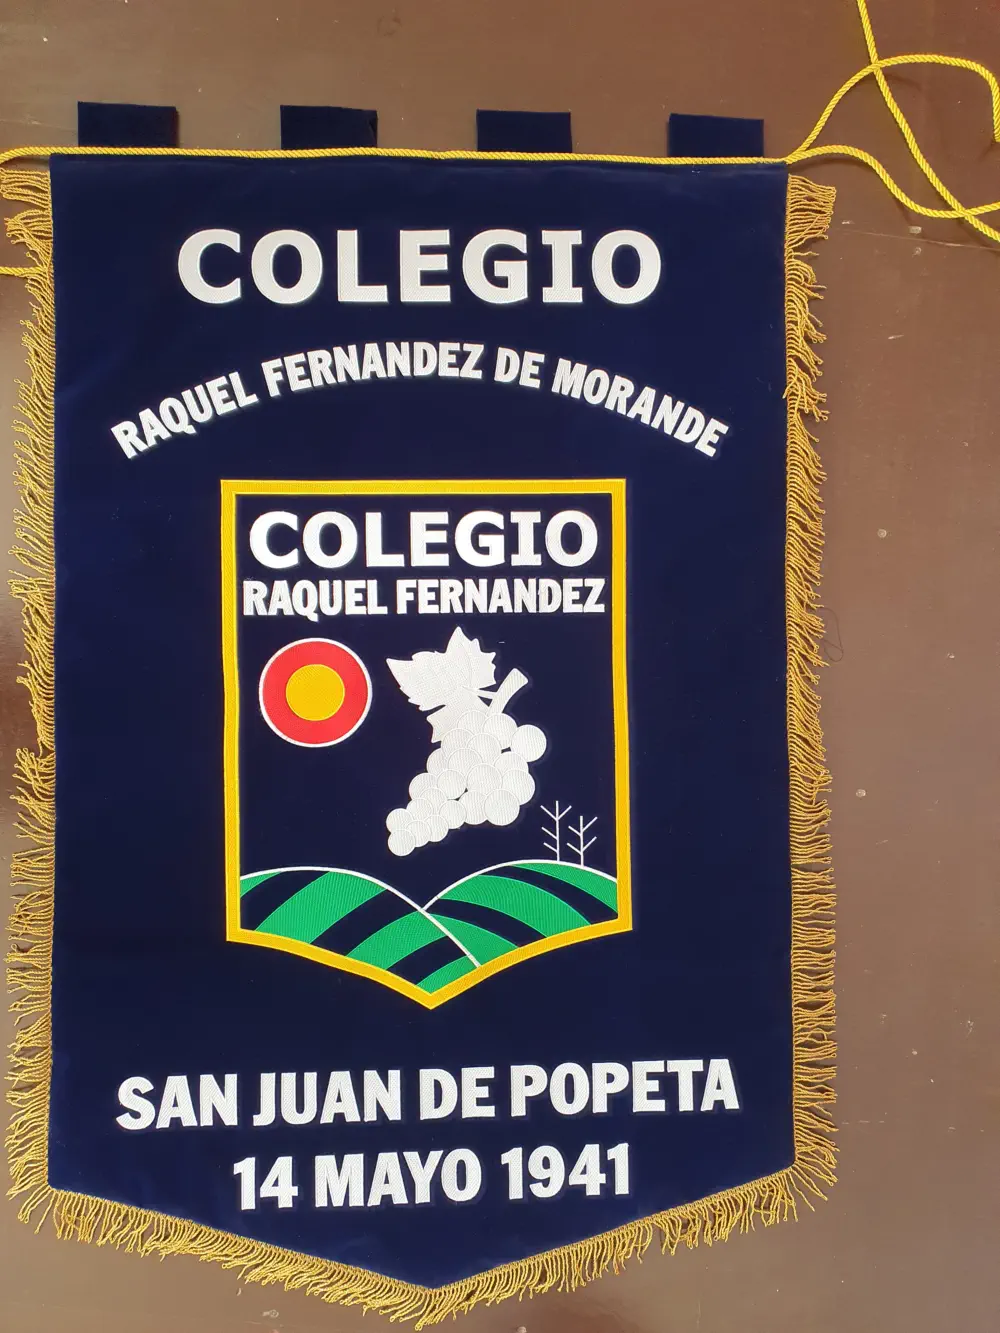 COLEGIO
RAQUEL FERNANDEZ DE MORANDE
COLEGIO
RAQUEL FERNANDEZ
SAN JUAN DE POPETA
14 MAYO 1941